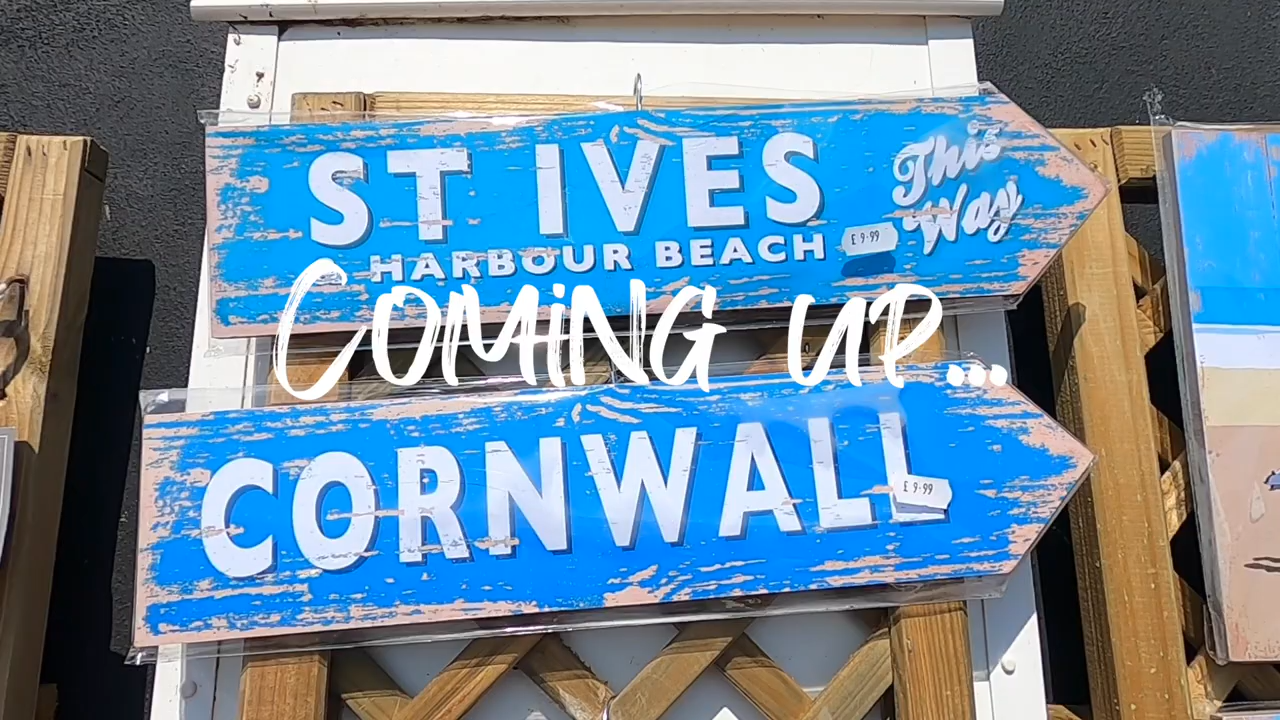 ST IVES
This
Way
HARBOUR BEACH
£ 9.99
COMiNG UP...
CORNWALL
£ 9.99